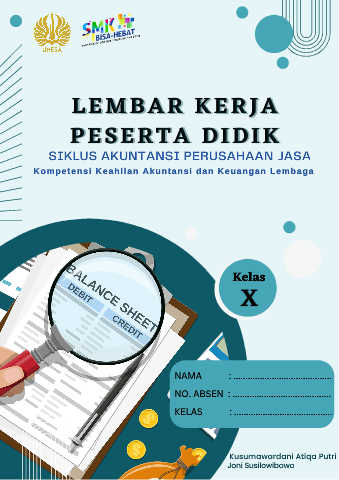 UNESA
SMK
BISA-HEBAT
LEMBAR KERJA
PESERTA DIDIK
SIKLUS AKUNTANSI PERUSAHAAN JASA
Kompetensi Keahlian Akuntansi dan Keuangan Lembaga
BALANCE SHEET
DEBIT
CREDIT
Kelas
X
NAMA : ........................................
NO. ABSEN : ........................................
KELAS : ........................................
Kusumawardani Atiqa Putri
Joni Susilowibowo